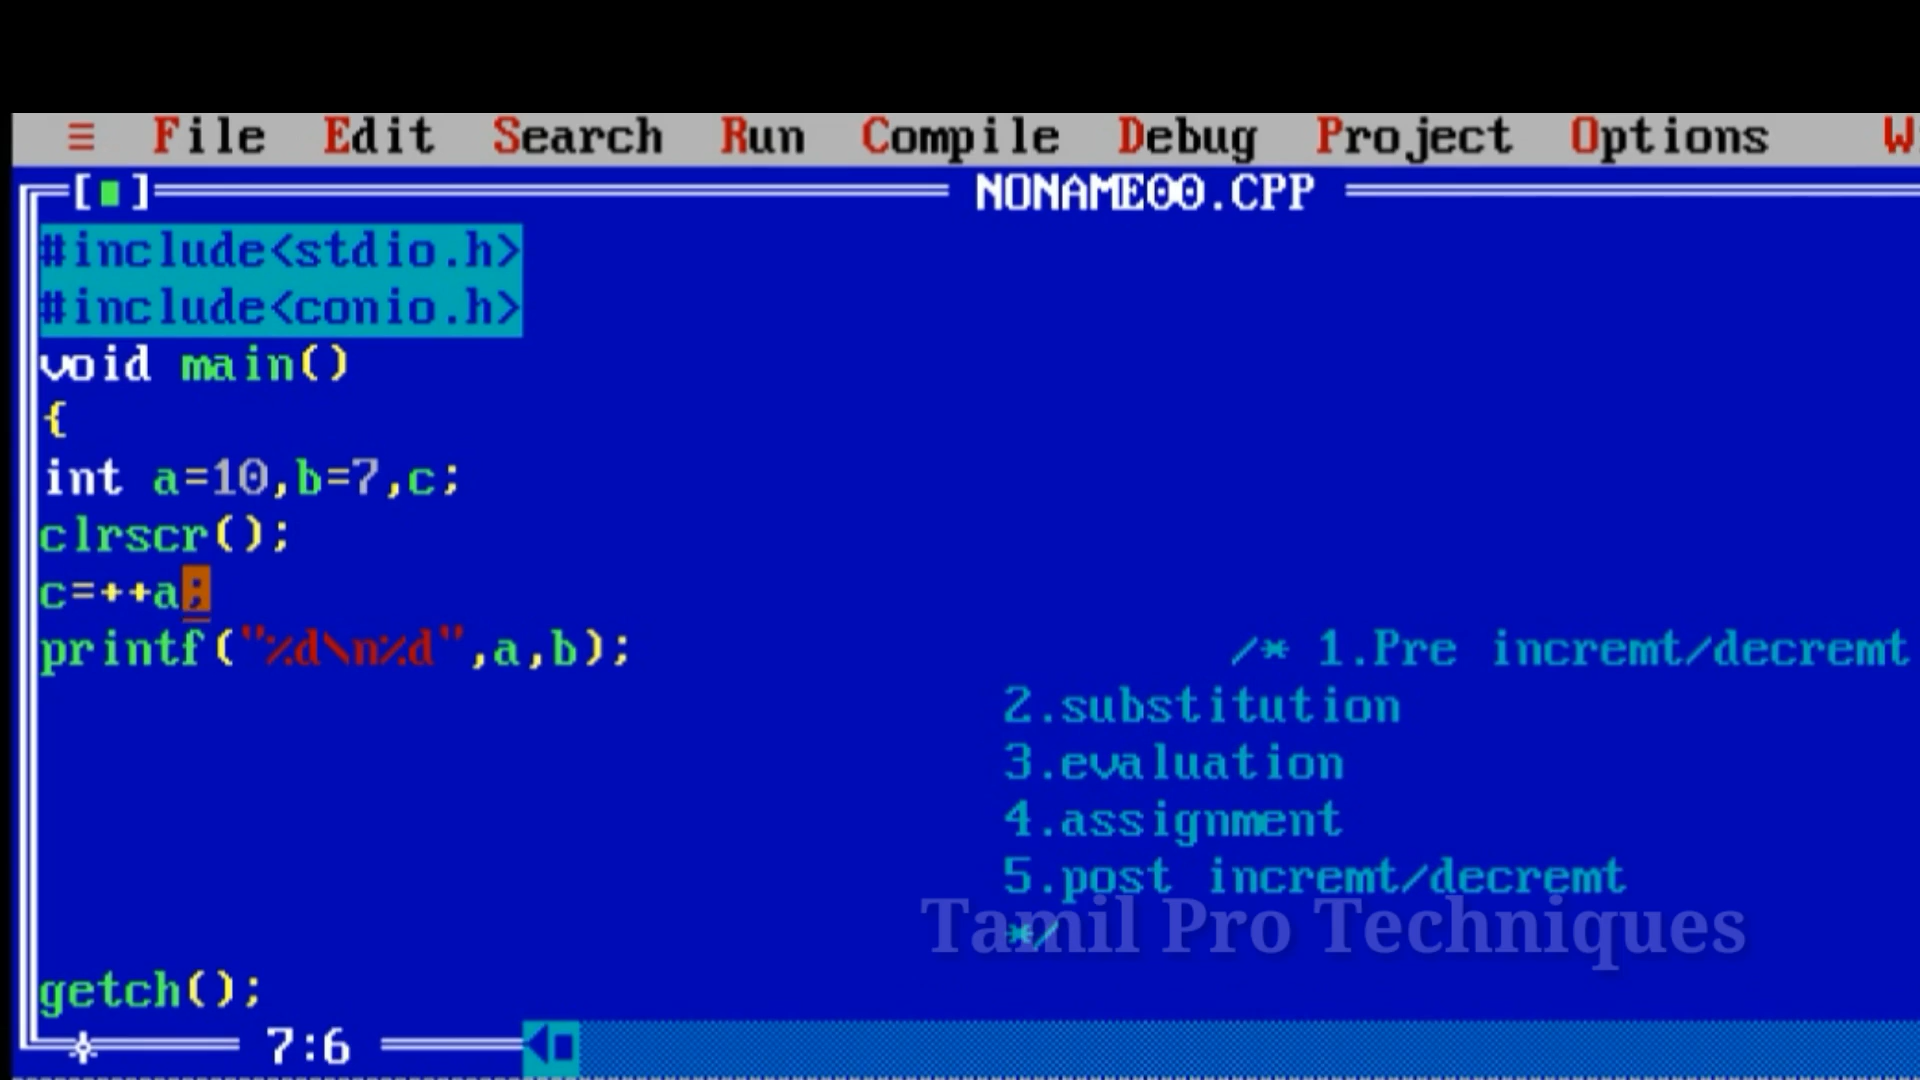 ≡ File Edit Search Run Compile Debug Project Options W
[■] NONAME00.CPP
#include<stdio.h>
#include<conio.h>
void main()
{
int a=10,b=7,c;
clrscr();
c=++a;
printf("%d\n%d",a,b); /* 1.Pre incremt/decremt
2.substitution
3.evaluation
4.assignment
5.post incremt/decremt
*/
Tamil Pro Techniques
getch();
7:6